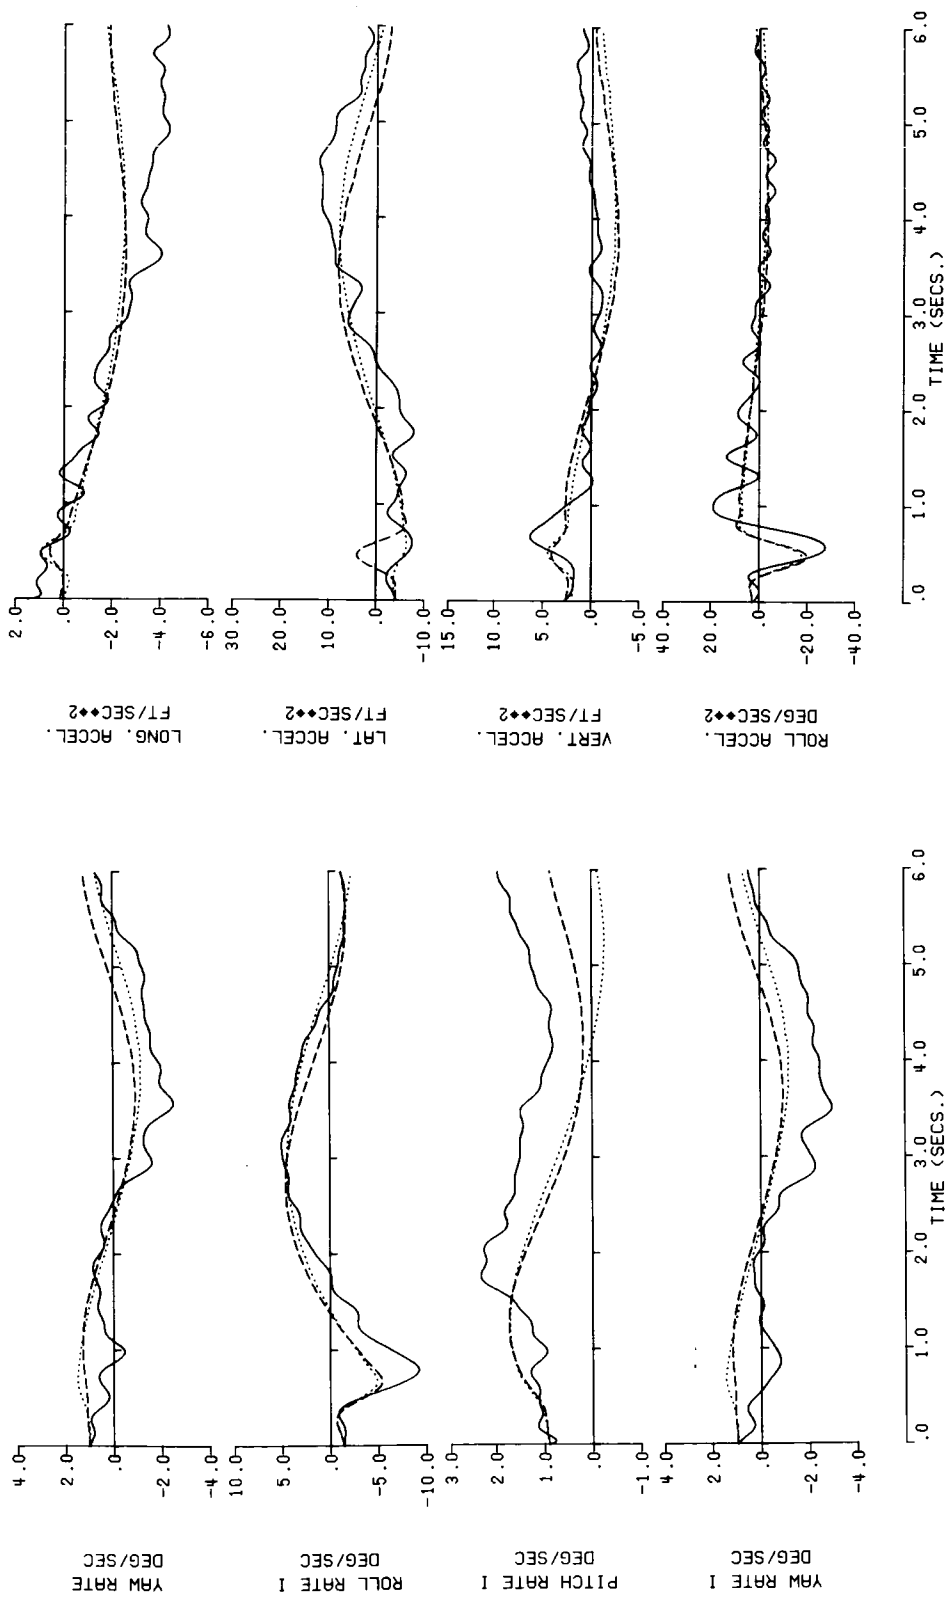 YAW RATE
DEG/SEC
4.0
2.0
.0
-2.0
-4.0
ROLL RATE I
DEG/SEC
10.0
5.0
.0
-5.0
-10.0
PITCH RATE I
DEG/SEC
3.0
2.0
1.0
.0
-1.0
YAW RATE I
DEG/SEC
4.0
2.0
.0
-2.0
-4.0
.0 1.0 2.0 3.0 4.0 5.0 6.0
TIME (SECS.)
LONG. ACCEL.
FT/SEC◆◆2
2.0
.0
-2.0
-4.0
-6.0
LAT. ACCEL.
FT/SEC◆◆2
30.0
20.0
10.0
.0
-10.0
VERT. ACCEL.
FT/SEC◆◆2
15.0
10.0
5.0
.0
-5.0
ROLL ACCEL.
DEG/SEC◆◆2
40.0
20.0
.0
-20.0
-40.0
.0 1.0 2.0 3.0 4.0 5.0 6.0
TIME (SECS.)